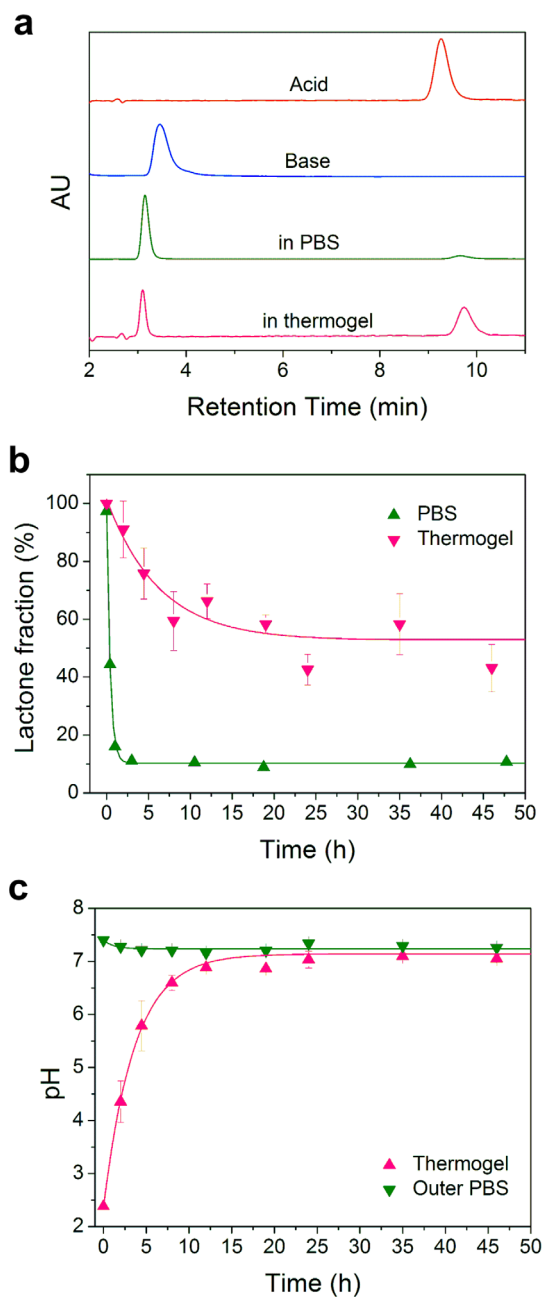 a
Acid
Base
in PBS
in thermogel
AU
2 4 6 8 10
Retention Time (min)
b
PBS
Thermogel
Lactone fraction (%)
100
80
60
40
20
0
0 5 10 15 20 25 30 35 40 45 50
Time (h)
c
8
7
6
5
4
3
2
pH
Thermogel
Outer PBS
0 5 10 15 20 25 30 35 40 45 50
Time (h)